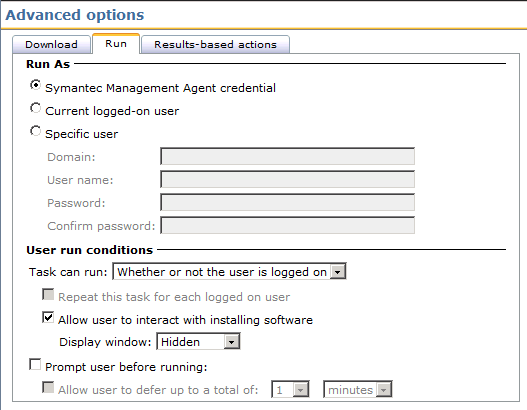 Advanced options
Download Run Results-based actions
Run As
Symantec Management Agent credential
Current logged-on user
Specific user
Domain:
User name:
Password:
Confirm password:
User run conditions
Task can run: Whether or not the user is logged on
Repeat this task for each logged on user
Allow user to interact with installing software
Display window: Hidden
Prompt user before running:
Allow user to defer up to a total of: 1 minutes